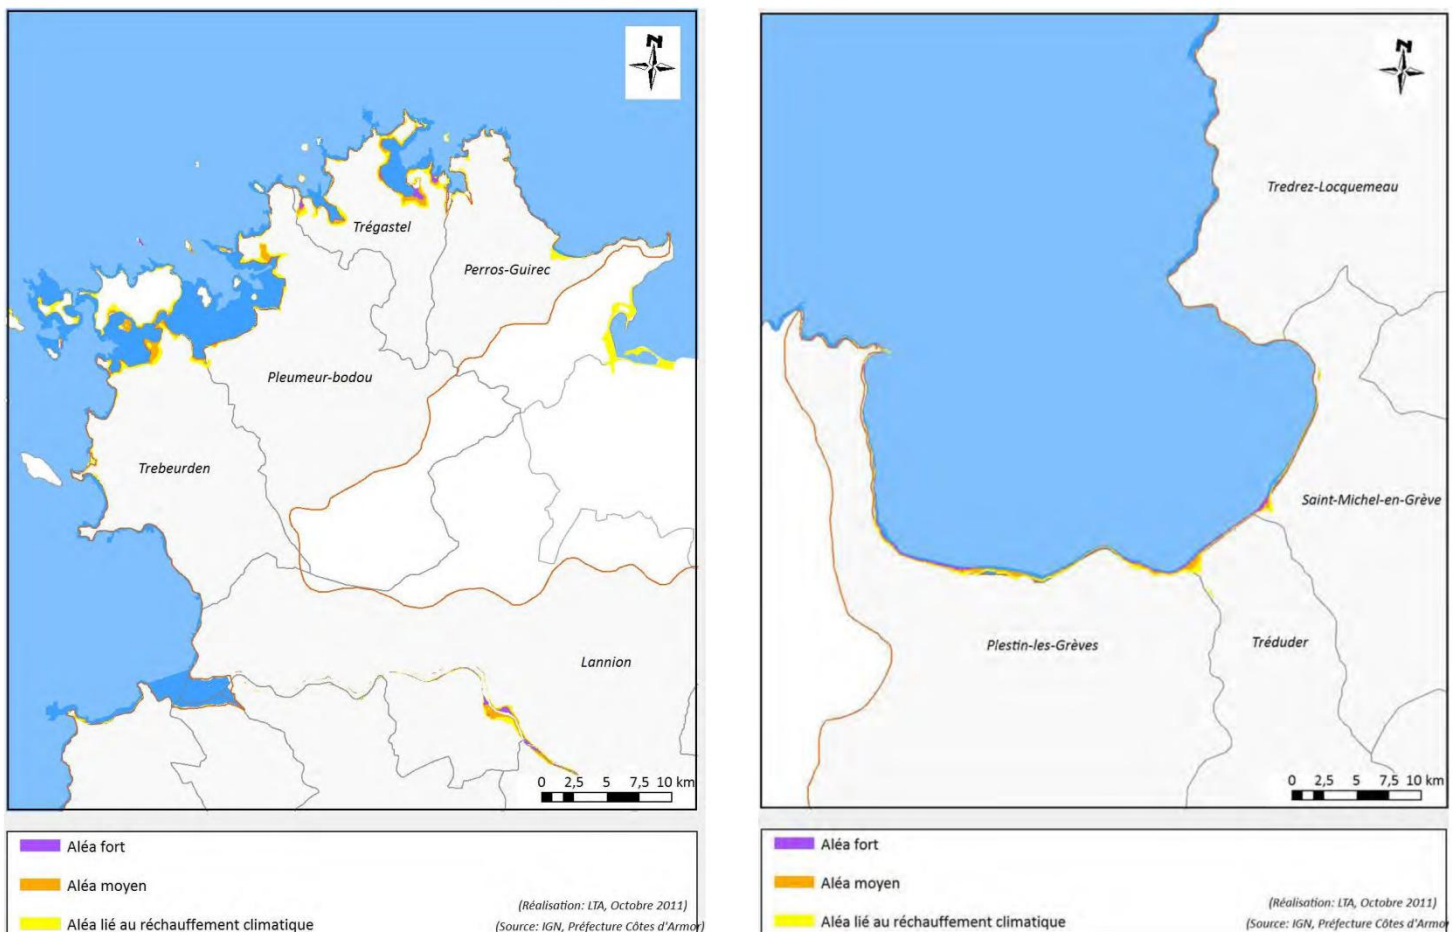 N
Trégastel
Perros-Guirec
Pleumeur-bodou
Trebeurden
Lannion
0 2,5 5 7,5 10 km
Aléa fort
Aléa moyen
Aléa lié au réchauffement climatique
(Réalisation: LTA, Octobre 2011)
(Source: IGN, Préfecture Côtes d'Armor)
N
Tredrez-Locquemeau
Saint-Michel-en-Grève
Plestin-les-Grèves
Tréduder
0 2,5 5 7,5 10 km
Aléa fort
Aléa moyen
Aléa lié au réchauffement climatique
(Réalisation: LTA, Octobre 2011)
(Source: IGN, Préfecture Côtes d'Armor